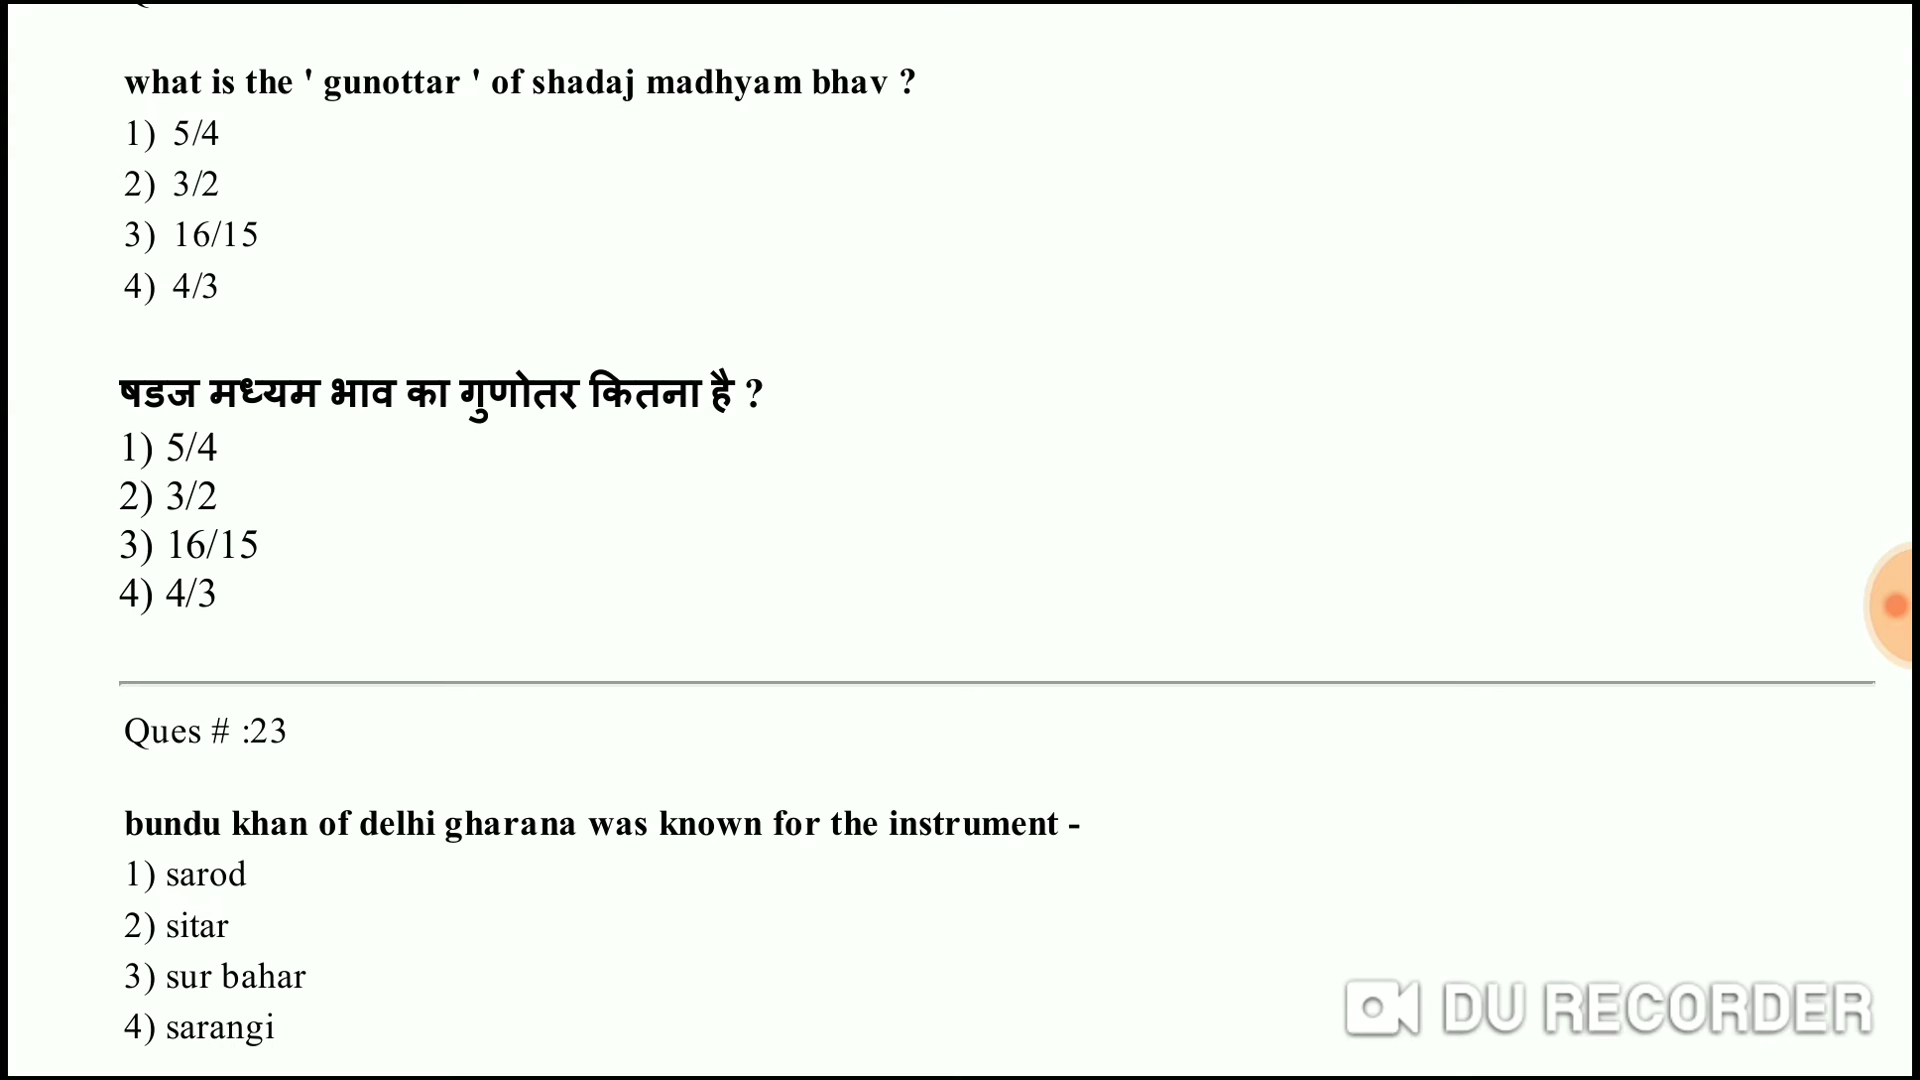 what is the ' gunottar ' of shadaj madhyam bhav ?
1) 5/4
2) 3/2
3) 16/15
4) 4/3
षडज मध्यम भाव का गुणोतर कितना है ?
1) 5/4
2) 3/2
3) 16/15
4) 4/3
Ques # :23
bundu khan of delhi gharana was known for the instrument -
1) sarod
2) sitar
3) sur bahar
4) sarangi
DU RECORDER